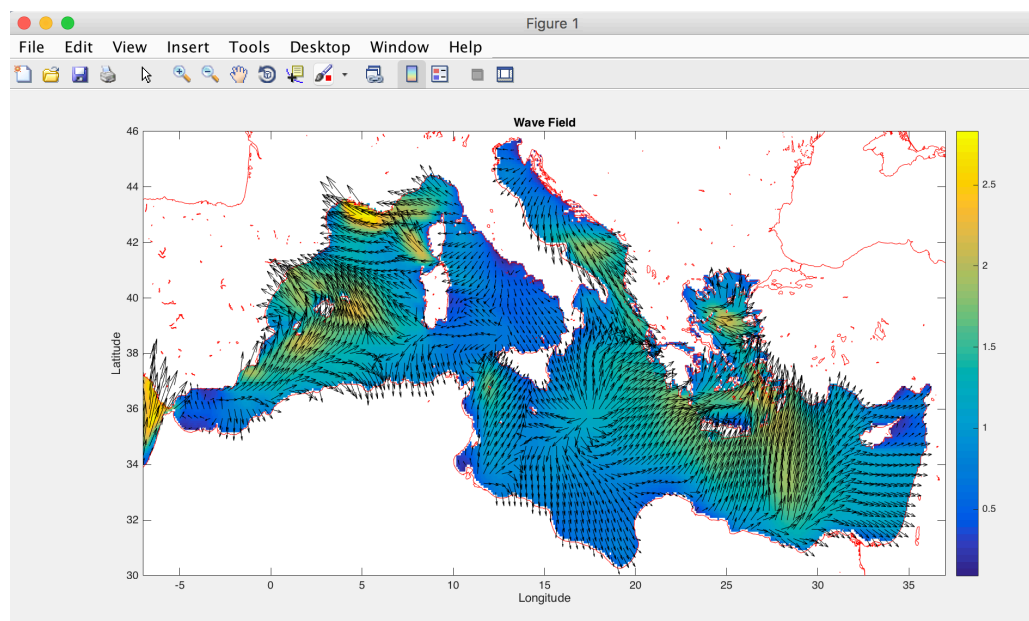 Figure 1
File Edit View Insert Tools Desktop Window Help
Wave Field
46
44
42
40
38
36
34
32
30
Latitude
-5 0 5 10 15 20 25 30 35
Longitude
2.5
2
1.5
1
0.5